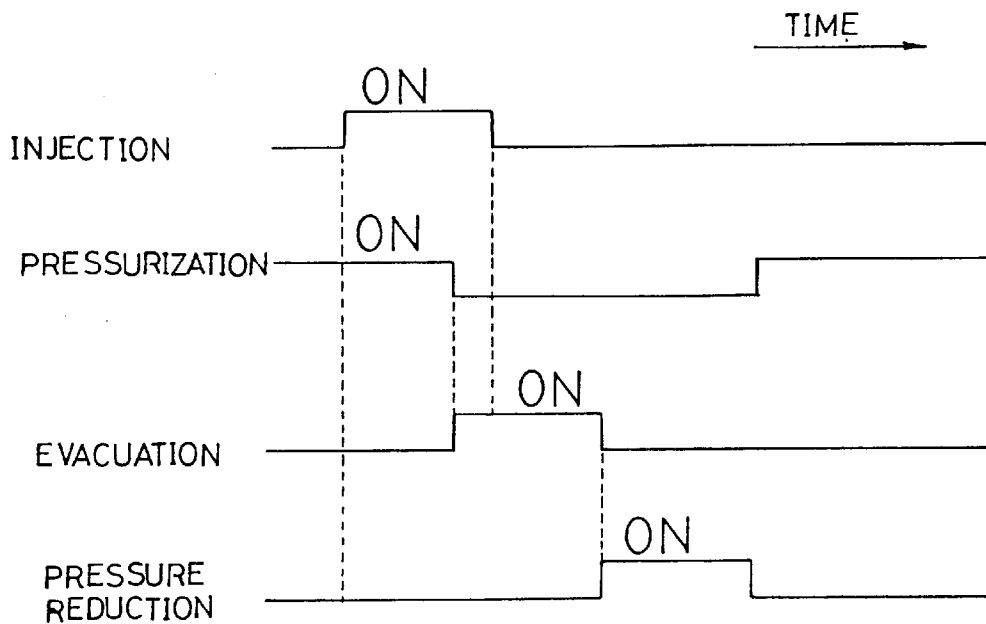 TIME
ON
INJECTION
ON
PRESSURIZATION
ON
EVACUATION
ON
PRESSURE
REDUCTION